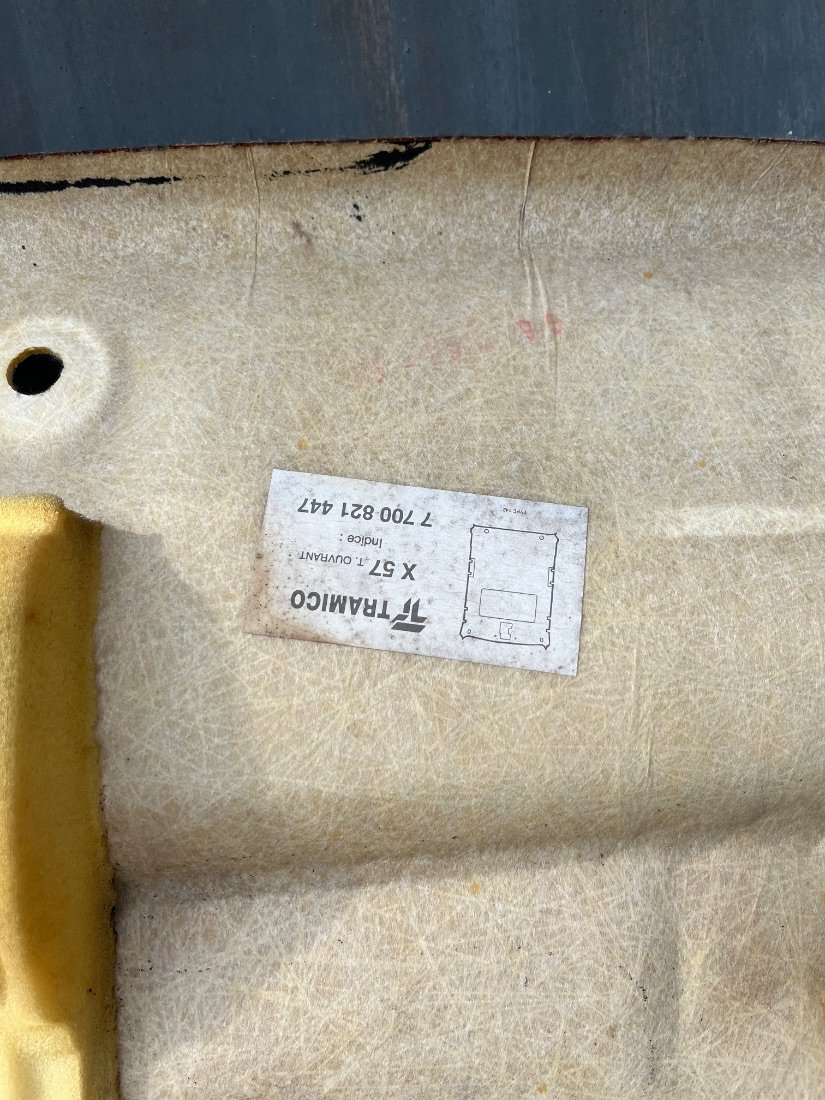 TRAMICO
X 57 T. OUVRANT
Indice :
7 700 821 447